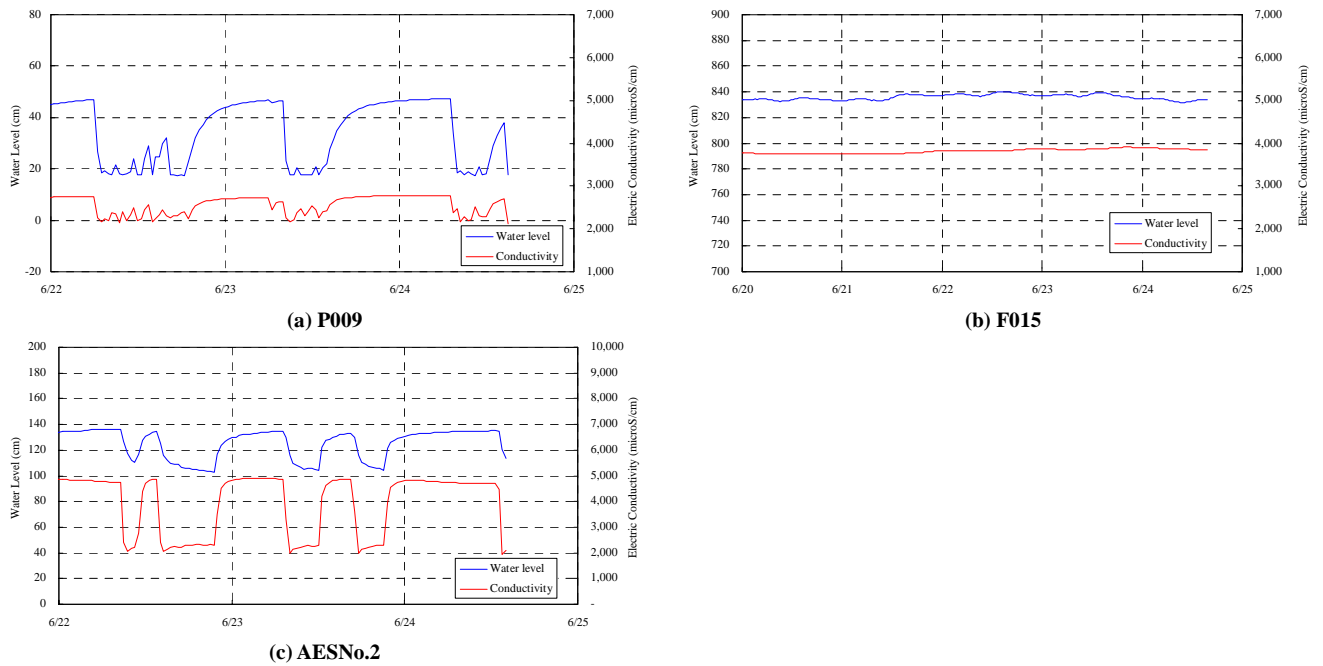 80
60
40
20
0
-20
Water Level (cm)
7,000
6,000
5,000
4,000
3,000
2,000
1,000
Electric Conductivity (microS/cm)
Water level
Conductivity
6/22 6/23 6/24 6/25
(a) P009
900
880
860
840
820
800
780
760
740
720
700
Water Level (cm)
7,000
6,000
5,000
4,000
3,000
2,000
1,000
Electric Conductivity (microS/cm)
Water level
Conductivity
6/20 6/21 6/22 6/23 6/24 6/25
(b) F015
200
180
160
140
120
100
80
60
40
20
0
Water Level (cm)
10,000
9,000
8,000
7,000
6,000
5,000
4,000
3,000
2,000
1,000
-
Electric Conductivity (microS/cm)
Water level
Conductivity
6/22 6/23 6/24 6/25
(c) AESNo.2